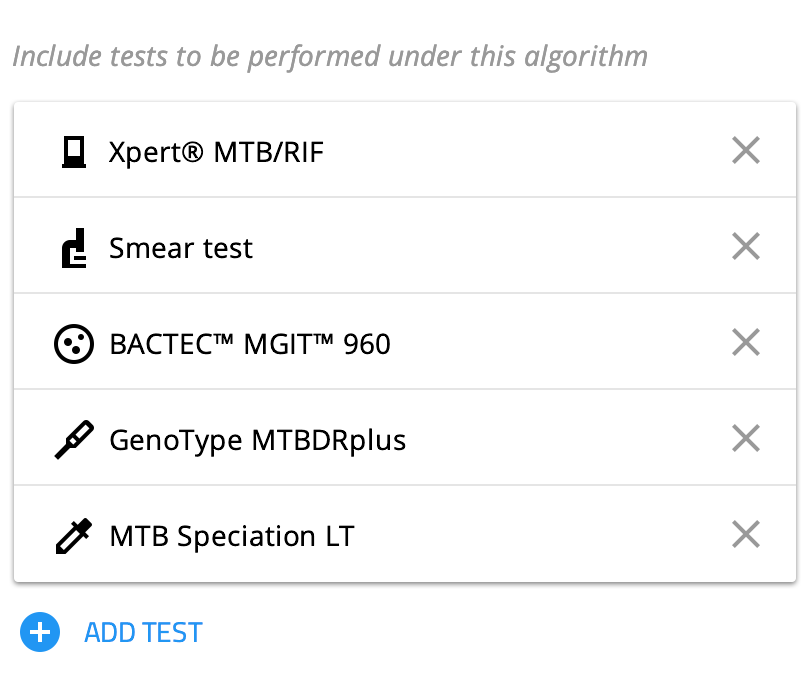 Include tests to be performed under this algorithm
Xpert® MTB/RIF
Smear test
BACTEC™ MGIT™ 960
GenoType MTBDRplus
MTB Speciation LT
ADD TEST